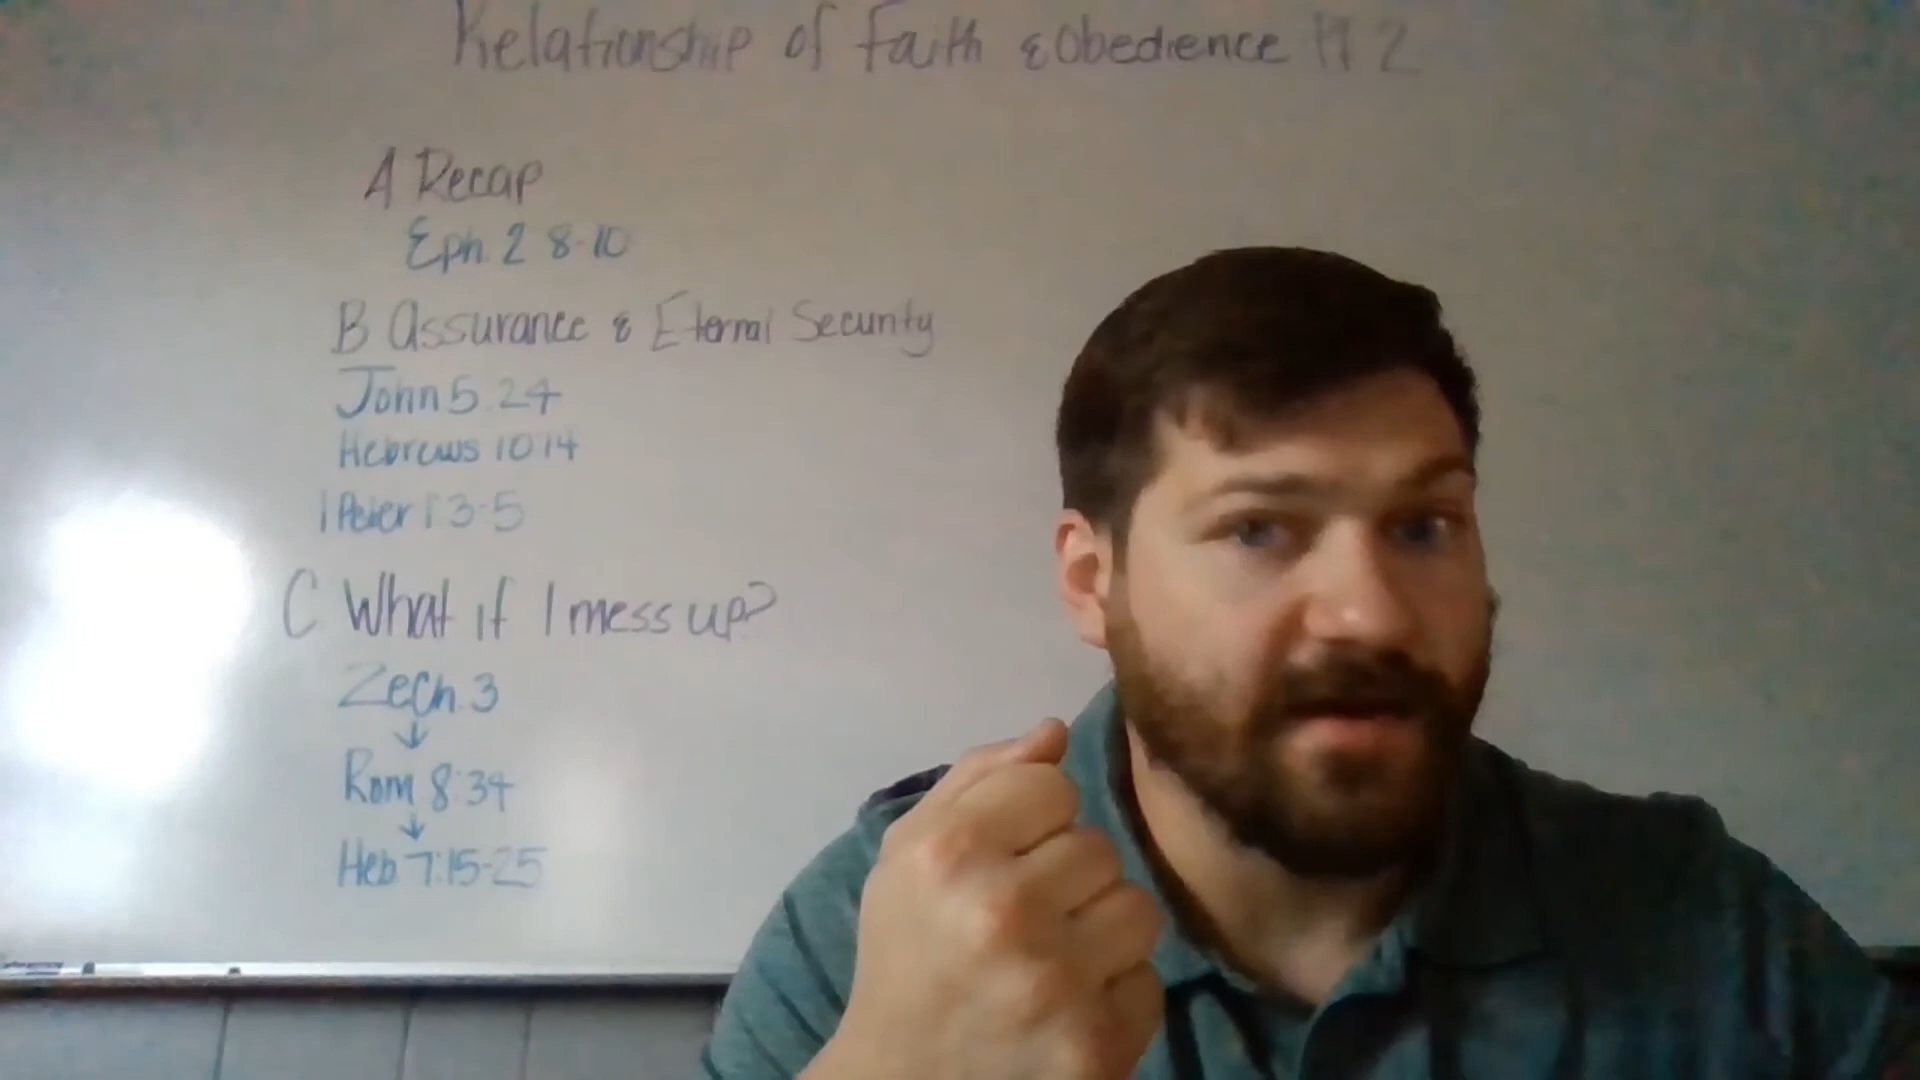 Relationship of Faith & Obedience Pt 2
A Recap
Eph. 2 8-10
B Assurance & Eternal Security
John 5 24
Hebrews 10 14
1 Peter 1 3-5
C What if I mess up?
Zech. 3
↓
Rom 8:34
↓
Heb 7:15-25